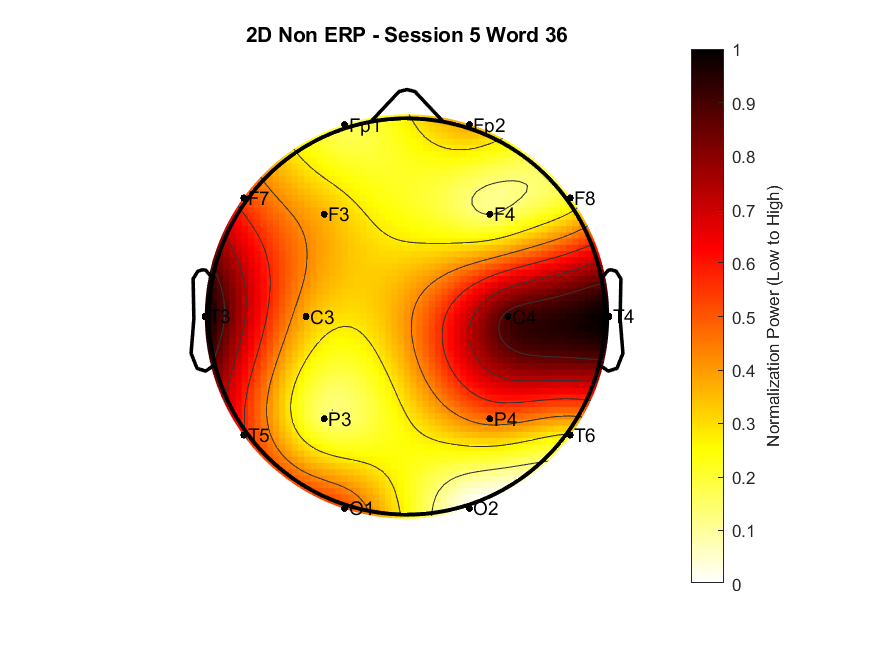 2D Non ERP - Session 5 Word 36
Fp1 Fp2
F7 F8
F3 F4
T3 C3 C4 T4
P3 P4
T5 T6
O1 O2
1
0.9
0.8
0.7
0.6
0.5
0.4
0.3
0.2
0.1
0
Normalization Power (Low to High)